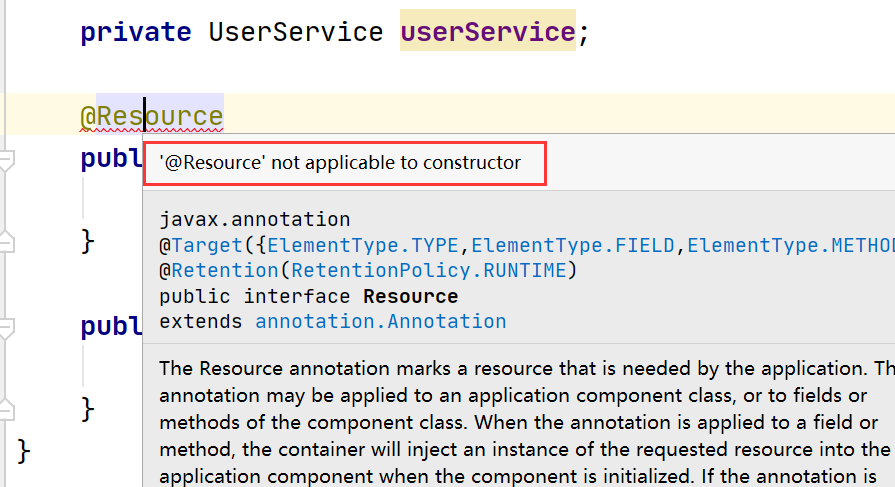 private UserService userService;
@Resource
publ
'@Resource' not applicable to constructor
javax.annotation
@Target({ElementType.TYPE,ElementType.FIELD,ElementType.METHOD
@Retention(RetentionPolicy.RUNTIME)
}
public interface Resource
extends annotation.Annotation
publ
The Resource annotation marks a resource that is needed by the application. Th
annotation may be applied to an application component class, or to fields or
methods of the component class. When the annotation is applied to a field or
}
method, the container will inject an instance of the requested resource into the
}
application component when the component is initialized. If the annotation is